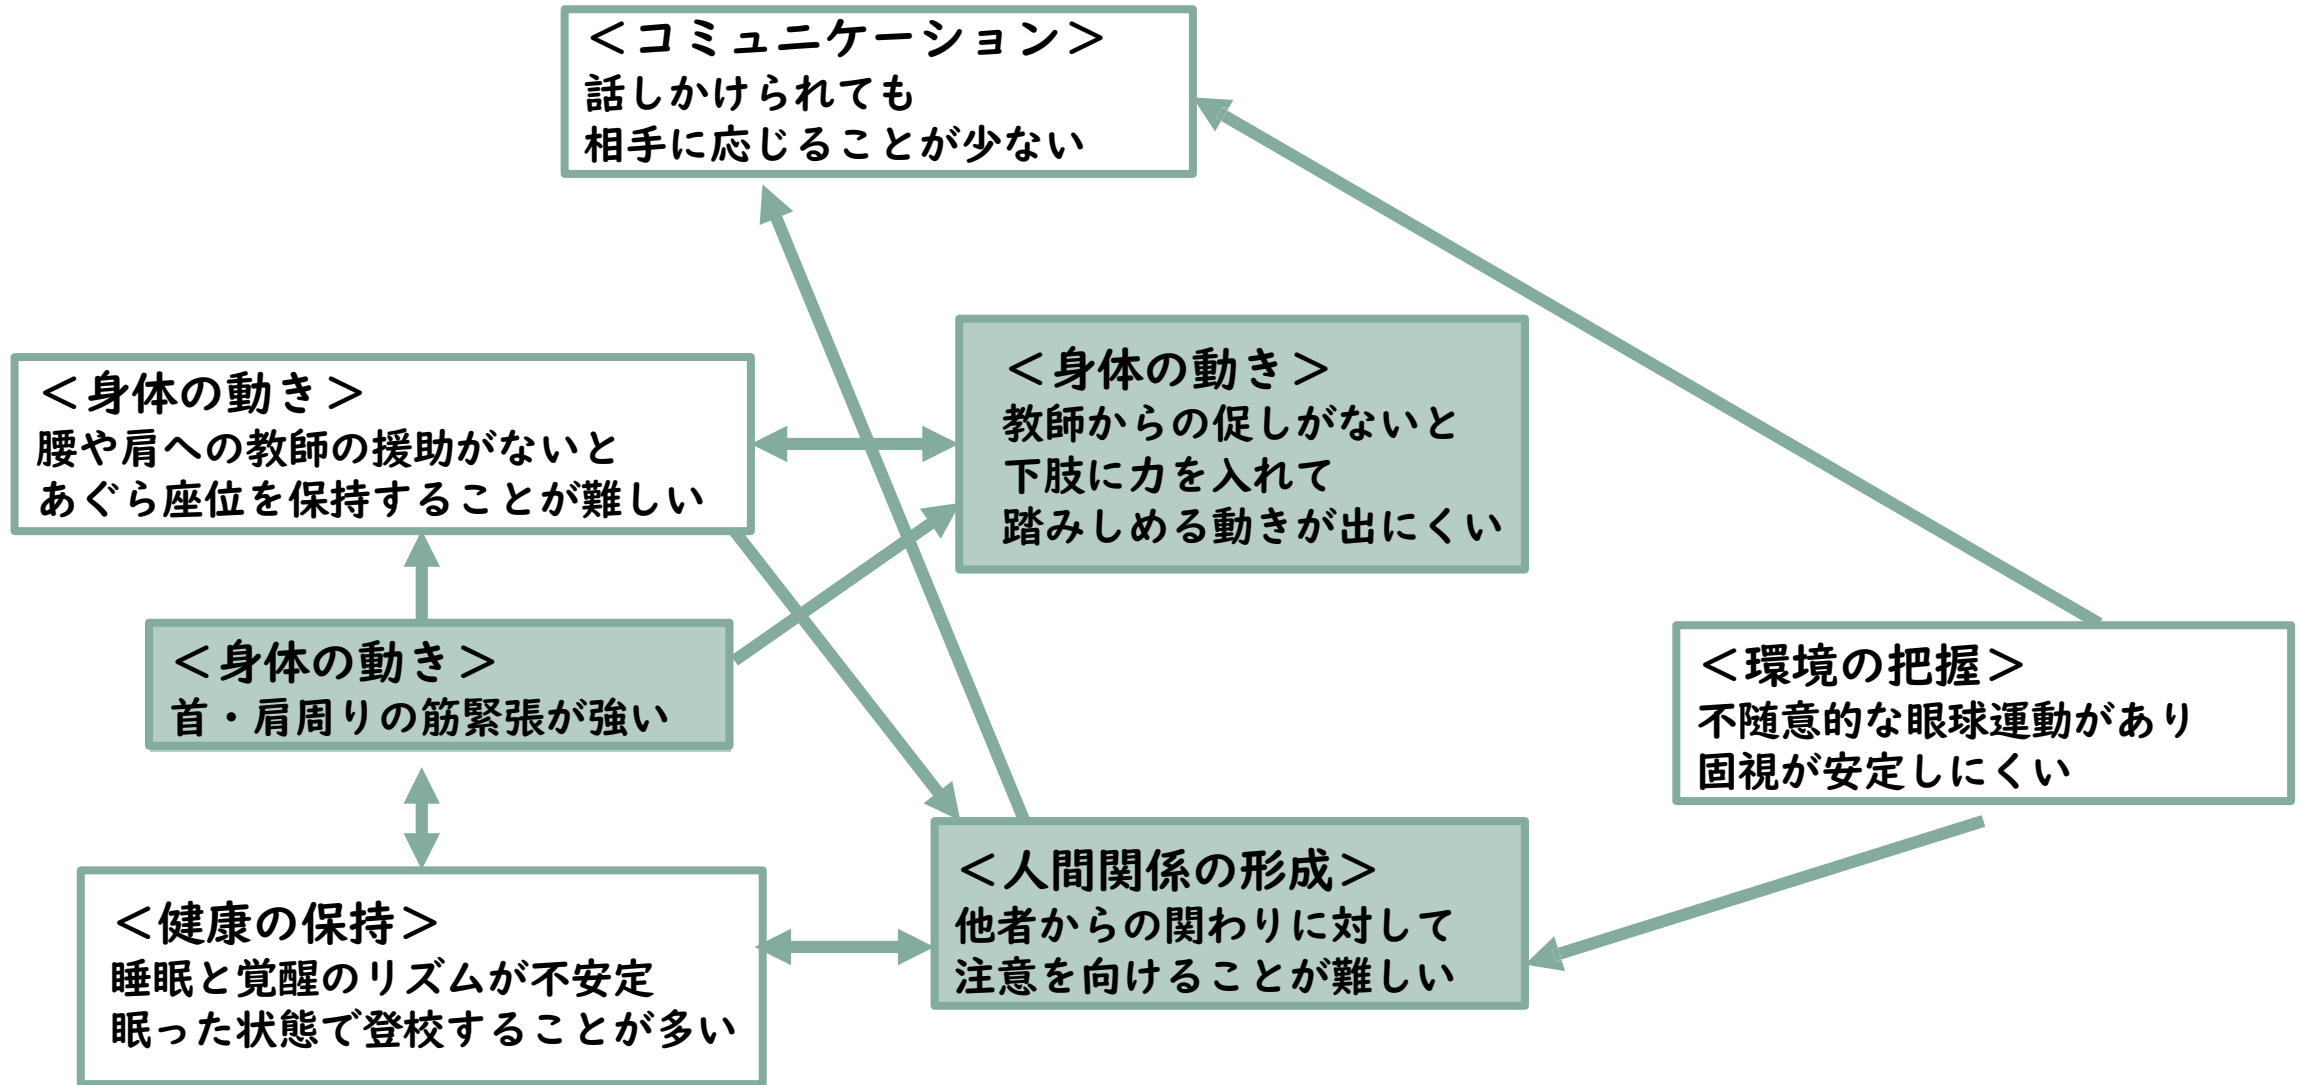 ＜コミュニケーション＞
話しかけられても
相手に応じることが少ない
＜身体の動き＞
教師からの促しがないと
下肢に力を入れて
踏みしめる動きが出にくい
＜身体の動き＞
腰や肩への教師の援助がないと
あぐら座位を保持することが難しい
＜身体の動き＞
首・肩周りの筋緊張が強い
＜環境の把握＞
不随意的な眼球運動があり
固視が安定しにくい
＜人間関係の形成＞
他者からの関わりに対して
注意を向けることが難しい
＜健康の保持＞
睡眠と覚醒のリズムが不安定
眠った状態で登校することが多い